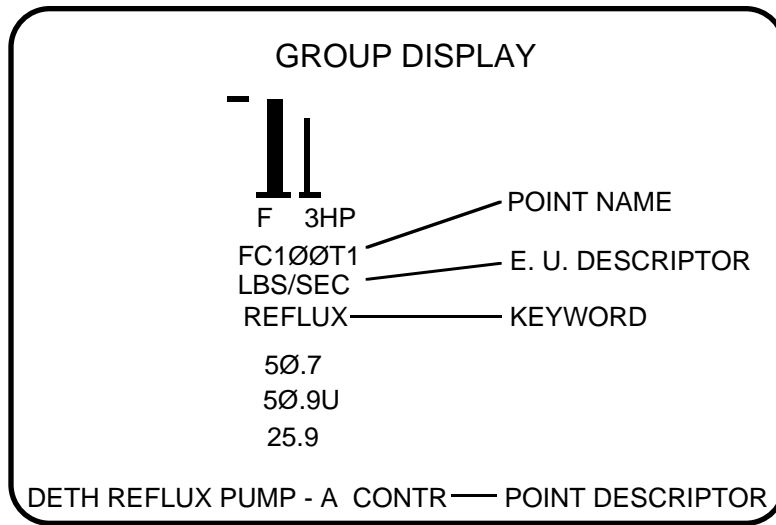 GROUP DISPLAY
F 3HP
FC1ØØT1 POINT NAME
LBS/SEC E. U. DESCRIPTOR
REFLUX KEYWORD
5Ø.7
5Ø.9U
25.9
DETH REFLUX PUMP - A CONTR POINT DESCRIPTOR